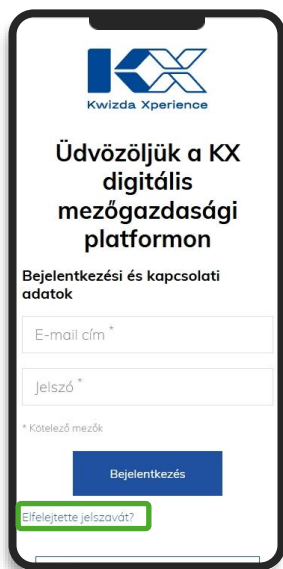 KX
Kwizda Xperience
Üdvözöljük a KX
digitális
mezőgazdasági
platformon
Bejelentkezési és kapcsolati
adatok
E-mail cím *
Jelszó *
* Kötelező mezők
Bejelentkezés
Elfelejtette jelszavát?